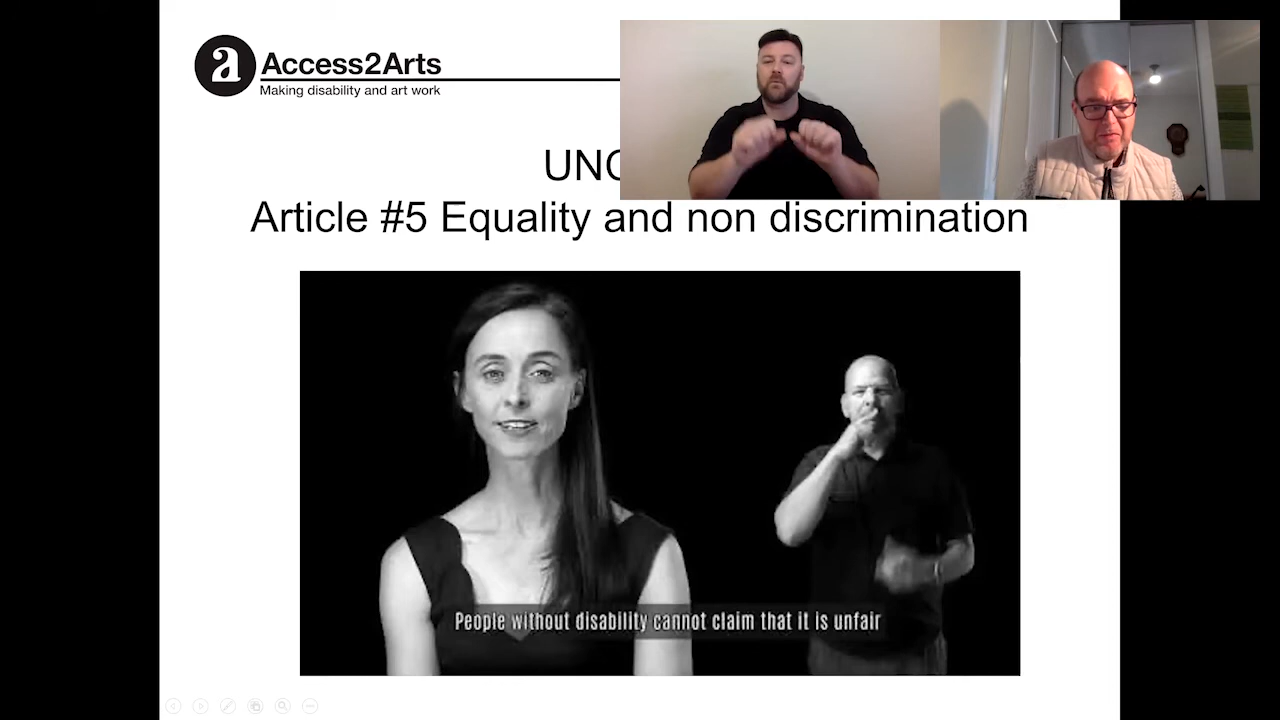 a
Access2Arts
Making disability and art work
UNC
Article #5 Equality and non discrimination
People without disability cannot claim that it is unfair